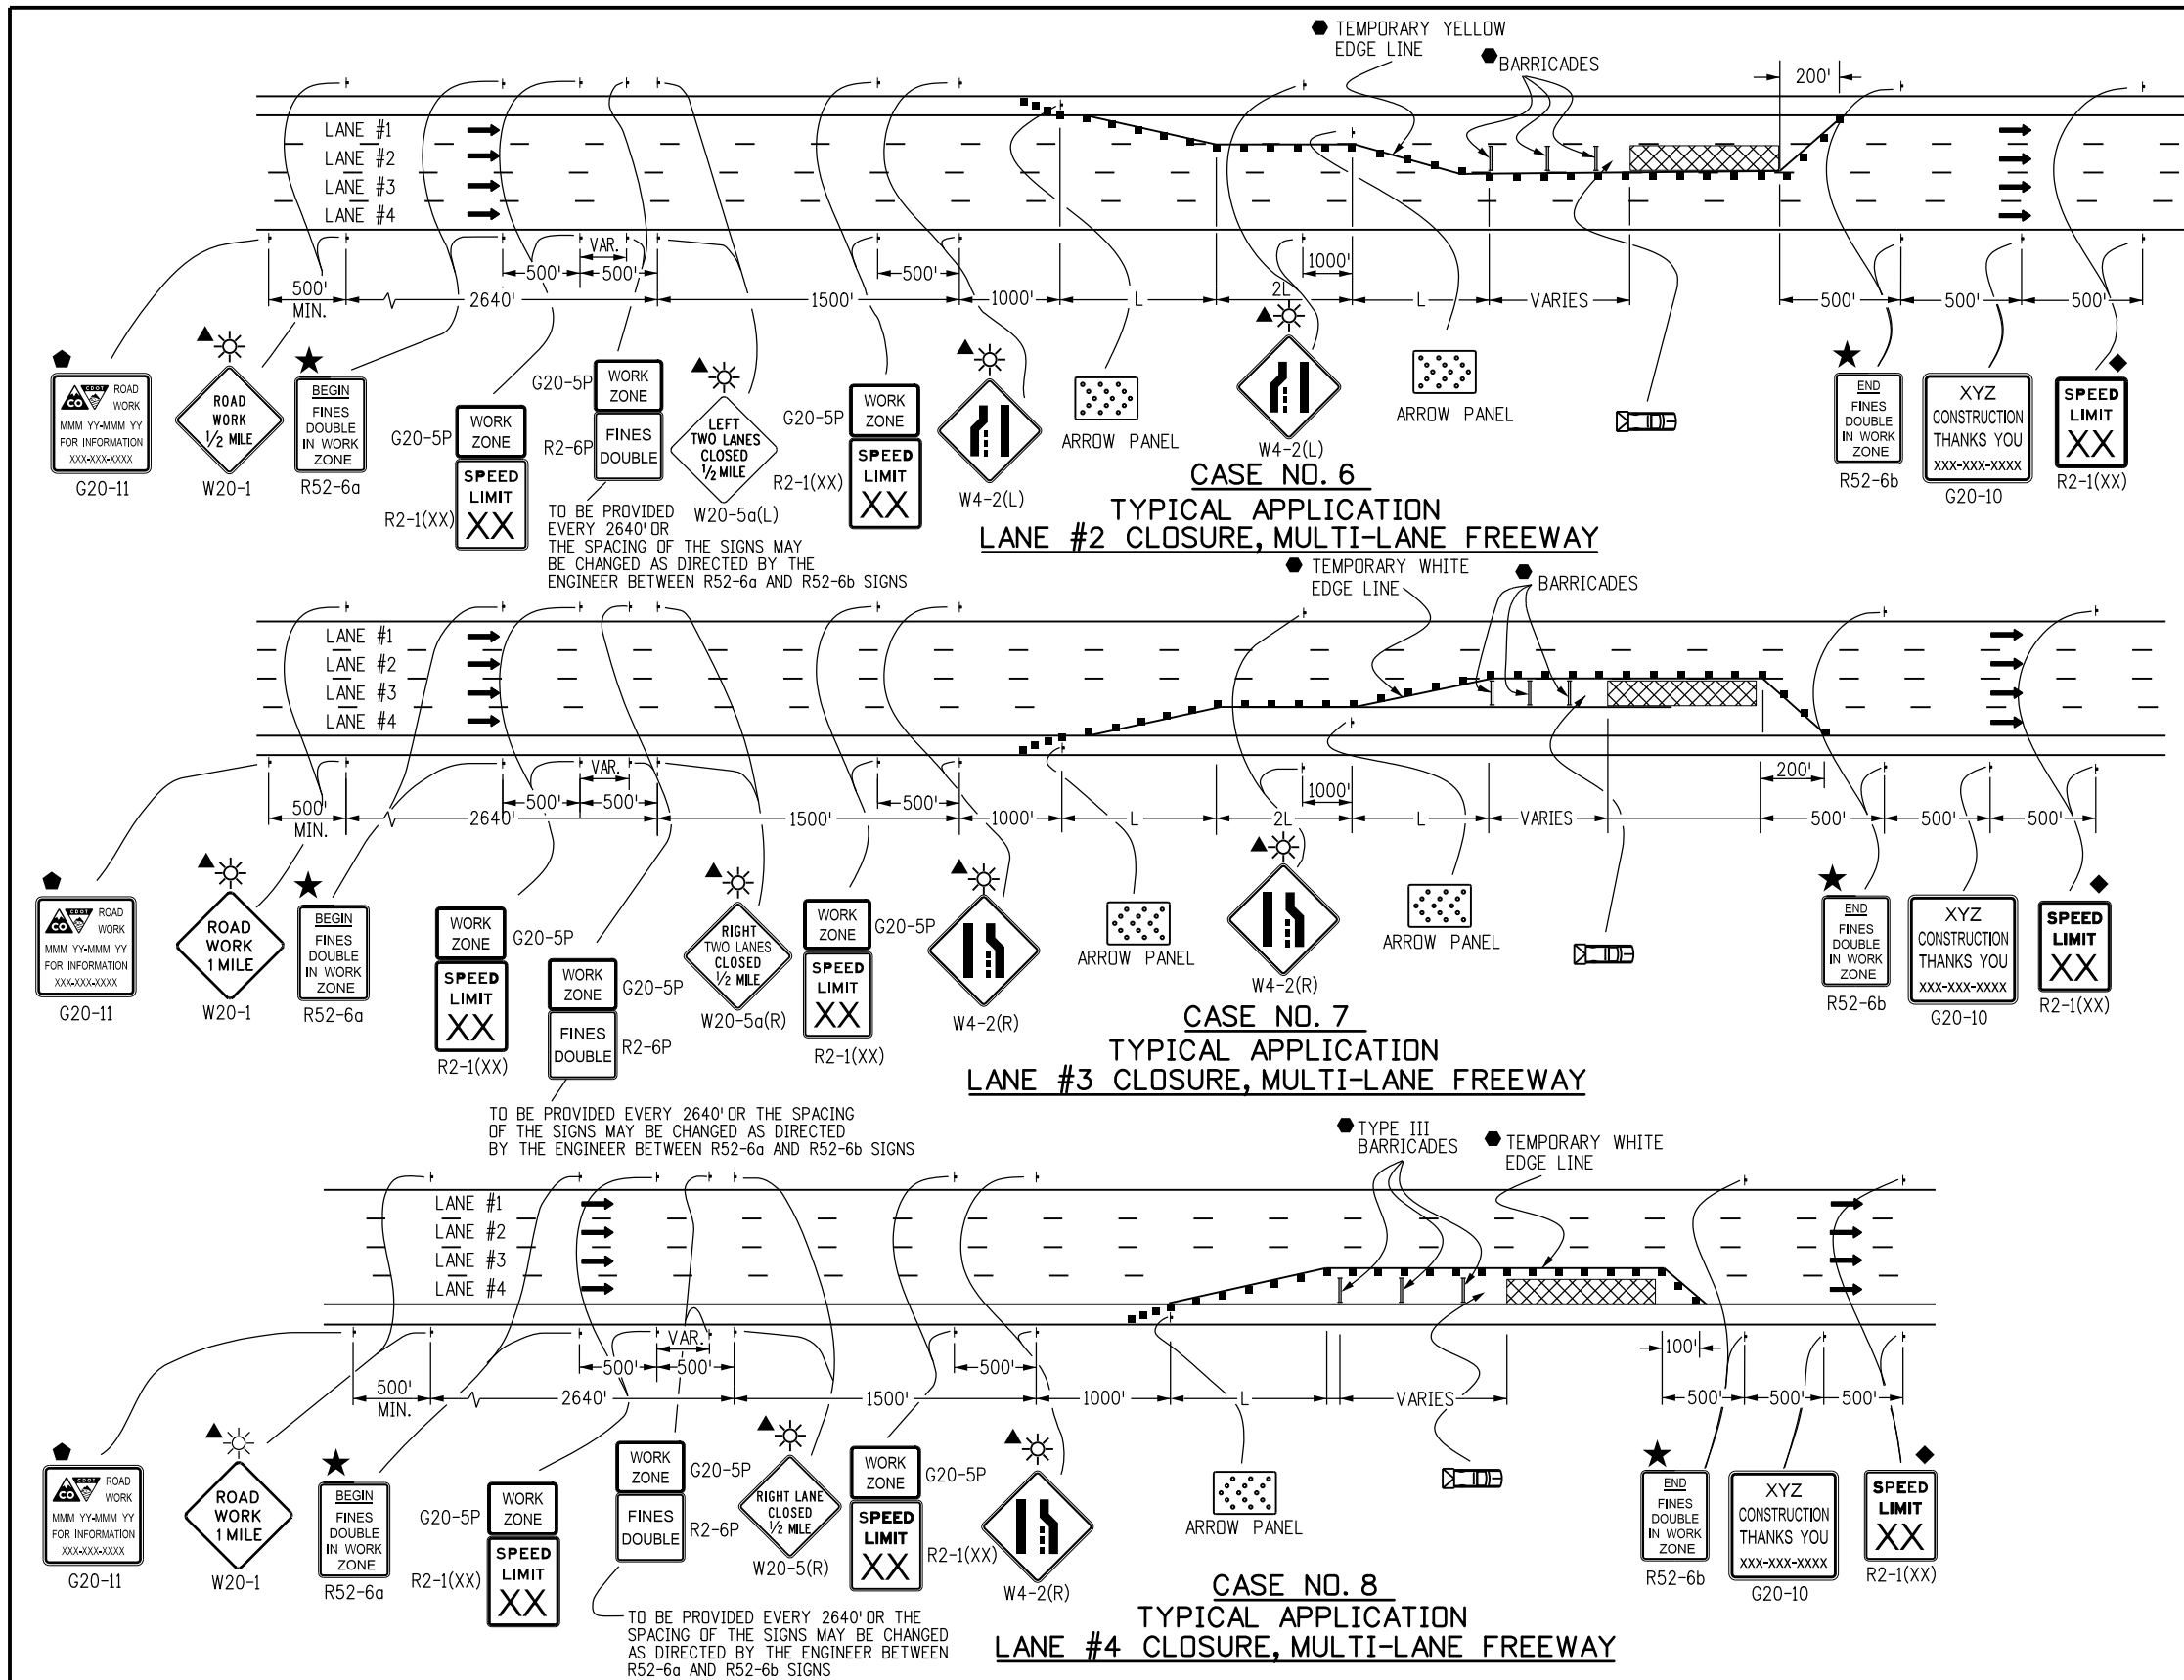 TEMPORARY YELLOW
EDGE LINE
BARRICADES
200'
LANE #1
LANE #2
LANE #3
LANE #4
VAR.
500'
500'
500'
1000'
500'
MIN.
2640'
1500'
1000'
L
2L
L
VARIES
500'
500'
500'
CO
CDOT
ROAD
WORK
MMM YY-MMM YY
FOR INFORMATION
XXX-XXX-XXXX
G20-11
ROAD
WORK
1/2 MILE
W20-1
BEGIN
FINES
DOUBLE
IN WORK
ZONE
R52-6a
G20-5P
WORK
ZONE
SPEED
LIMIT
XX
R2-1(XX)
G20-5P
WORK
ZONE
R2-6P
FINES
DOUBLE
TO BE PROVIDED
EVERY 2640' OR
THE SPACING OF THE SIGNS MAY
BE CHANGED AS DIRECTED BY THE
ENGINEER BETWEEN R52-6a AND R52-6b SIGNS
LEFT
TWO LANES
CLOSED
1/2 MILE
W20-5a(L)
G20-5P
WORK
ZONE
SPEED
LIMIT
XX
R2-1(XX)
W4-2(L)
ARROW PANEL
W4-2(L)
ARROW PANEL
END
FINES
DOUBLE
IN WORK
ZONE
R52-6b
XYZ
CONSTRUCTION
THANKS YOU
xxx-xxx-xxxx
G20-10
SPEED
LIMIT
XX
R2-1(XX)
CASE NO. 6
TYPICAL APPLICATION
LANE #2 CLOSURE, MULTI-LANE FREEWAY
TEMPORARY WHITE
EDGE LINE
BARRICADES
LANE #1
LANE #2
LANE #3
LANE #4
VAR.
500'
500'
500'
1000'
200'
500'
MIN.
2640'
1500'
1000'
L
2L
L
VARIES
500'
500'
500'
CO
CDOT
ROAD
WORK
MMM YY-MMM YY
FOR INFORMATION
XXX-XXX-XXXX
G20-11
ROAD
WORK
1 MILE
W20-1
BEGIN
FINES
DOUBLE
IN WORK
ZONE
R52-6a
WORK
ZONE
G20-5P
SPEED
LIMIT
XX
R2-1(XX)
WORK
ZONE
G20-5P
FINES
DOUBLE
R2-6P
TO BE PROVIDED EVERY 2640' OR THE SPACING
OF THE SIGNS MAY BE CHANGED AS DIRECTED
BY THE ENGINEER BETWEEN R52-6a AND R52-6b SIGNS
RIGHT
TWO LANES
CLOSED
1/2 MILE
W20-5a(R)
WORK
ZONE
G20-5P
SPEED
LIMIT
XX
R2-1(XX)
W4-2(R)
ARROW PANEL
W4-2(R)
ARROW PANEL
END
FINES
DOUBLE
IN WORK
ZONE
R52-6b
XYZ
CONSTRUCTION
THANKS YOU
xxx-xxx-xxxx
G20-10
SPEED
LIMIT
XX
R2-1(XX)
CASE NO. 7
TYPICAL APPLICATION
LANE #3 CLOSURE, MULTI-LANE FREEWAY
TYPE III
BARRICADES
TEMPORARY WHITE
EDGE LINE
LANE #1
LANE #2
LANE #3
LANE #4
VAR.
500'
500'
500'
100'
500'
MIN.
2640'
1500'
1000'
L
VARIES
500'
500'
500'
CO
CDOT
ROAD
WORK
MMM YY-MMM YY
FOR INFORMATION
XXX-XXX-XXXX
G20-11
ROAD
WORK
1 MILE
W20-1
BEGIN
FINES
DOUBLE
IN WORK
ZONE
R52-6a
G20-5P
WORK
ZONE
SPEED
LIMIT
XX
R2-1(XX)
WORK
ZONE
G20-5P
FINES
DOUBLE
R2-6P
TO BE PROVIDED EVERY 2640' OR THE
SPACING OF THE SIGNS MAY BE CHANGED
AS DIRECTED BY THE ENGINEER BETWEEN
R52-6a AND R52-6b SIGNS
RIGHT LANE
CLOSED
1/2 MILE
W20-5(R)
WORK
ZONE
G20-5P
SPEED
LIMIT
XX
R2-1(XX)
W4-2(R)
ARROW PANEL
END
FINES
DOUBLE
IN WORK
ZONE
R52-6b
XYZ
CONSTRUCTION
THANKS YOU
xxx-xxx-xxxx
G20-10
SPEED
LIMIT
XX
R2-1(XX)
CASE NO. 8
TYPICAL APPLICATION
LANE #4 CLOSURE, MULTI-LANE FREEWAY